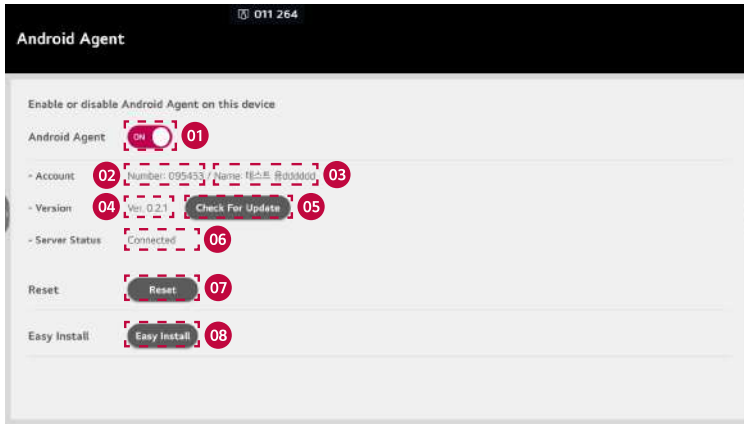 011 264
Android Agent
Enable or disable Android Agent on this device
Android Agent ON 01
- Account 02 Number: 095453 / Name: 테스트 용dddddd 03
- Version 04 Ver. 0.2.1 Check For Update 05
- Server Status Connected 06
Reset Reset 07
Easy Install Easy Install 08